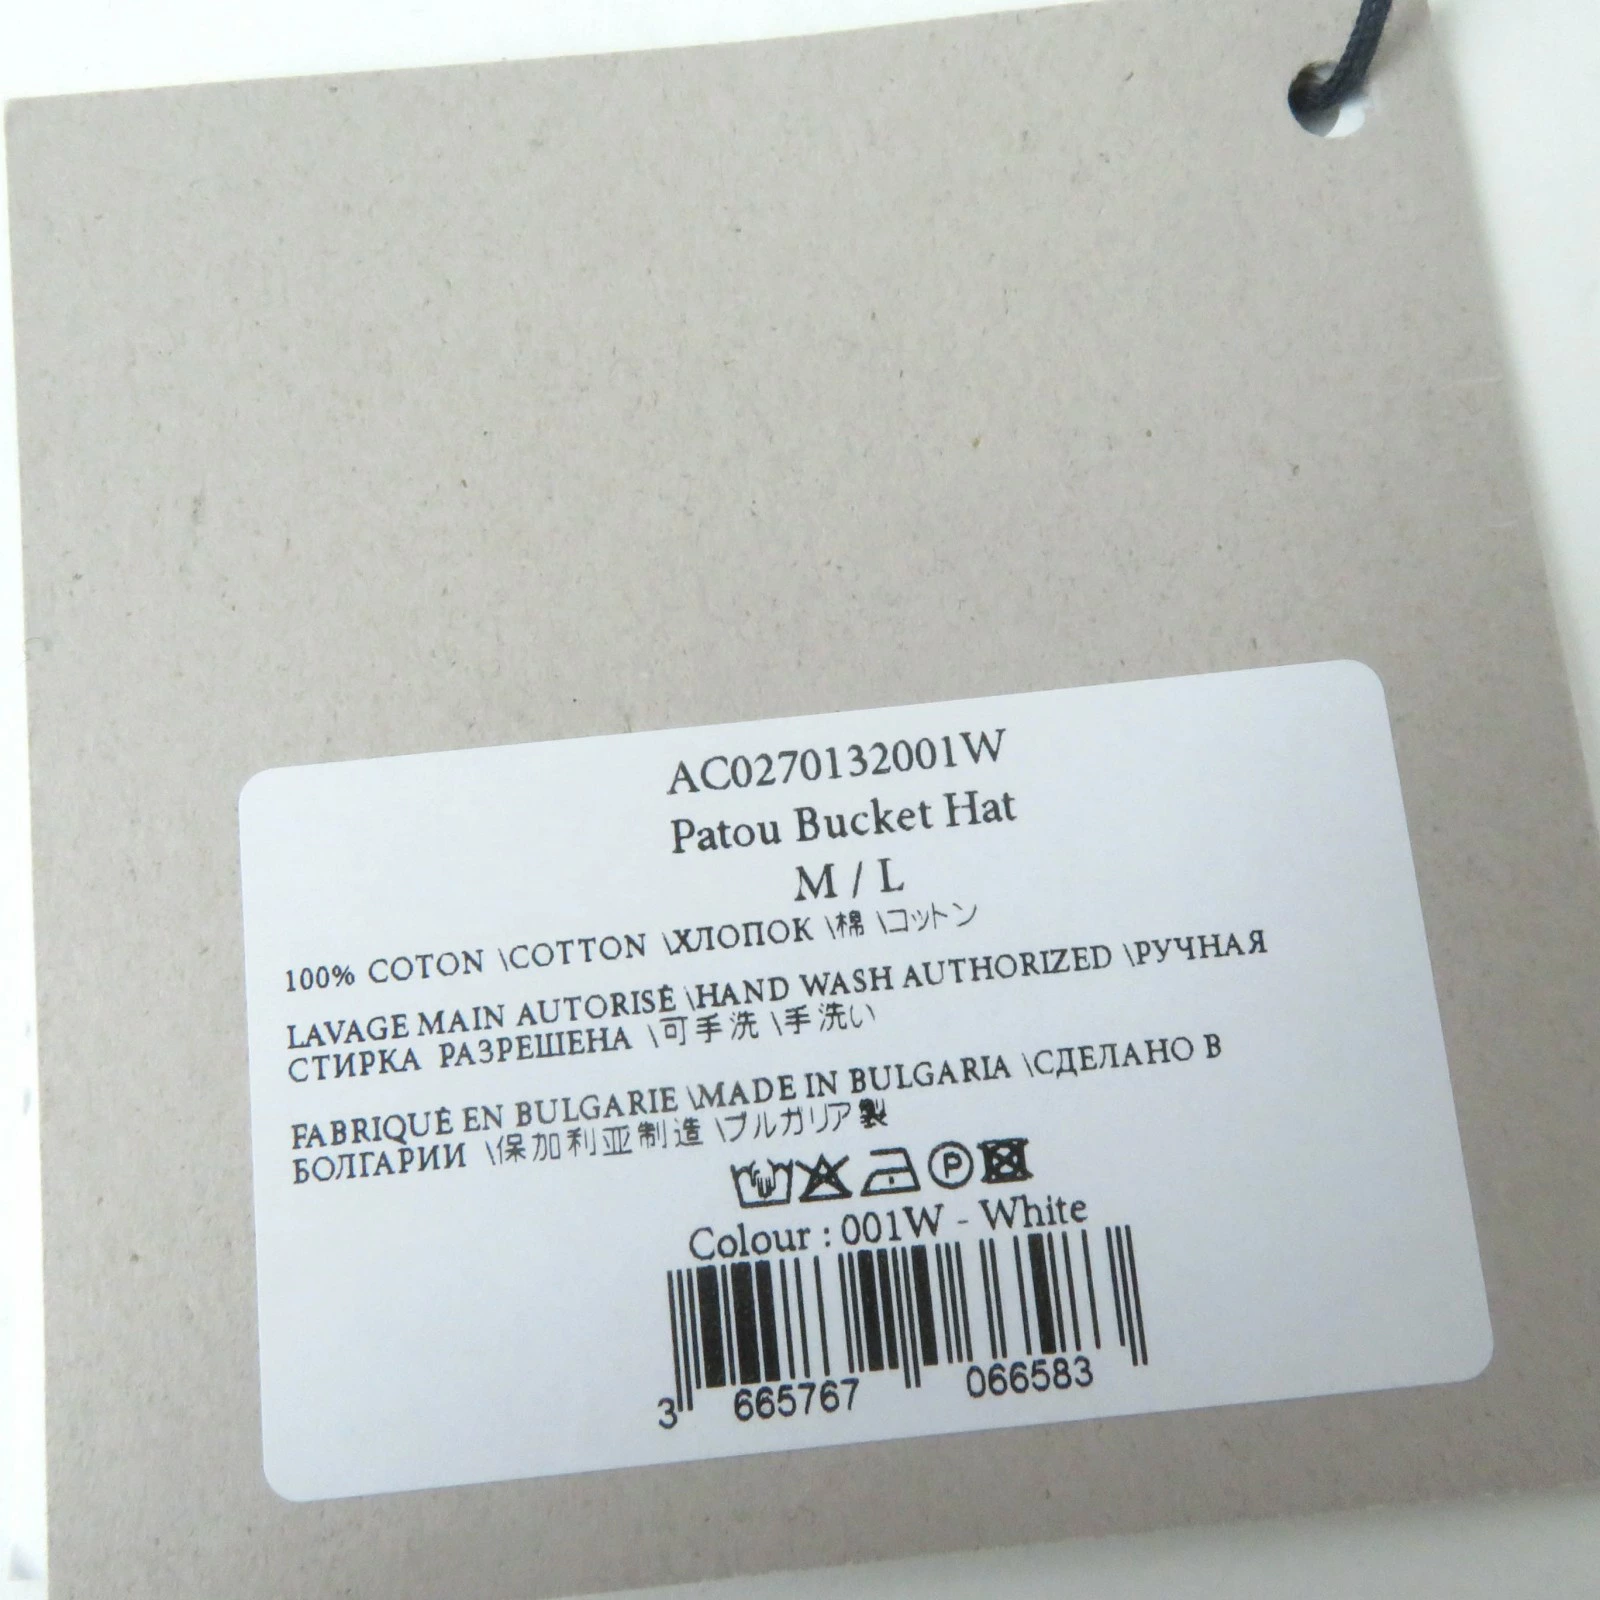 AC0270132001W
Patou Bucket Hat
M / L
100% COTON \COTTON \ХЛОПОК \棉 \コットン
LAVAGE MAIN AUTORISÉ \HAND WASH AUTHORIZED \РУЧНАЯ
СТИРКА РАЗРЕШЕНА \可手洗 \手洗い
FABRIQUÉ EN BULGARIE \MADE IN BULGARIA \СДЕЛАНО В
БОЛГАРИИ \保加利亚制造 \ブルガリア製
P
Colour : 001W - White
3 665767 066583